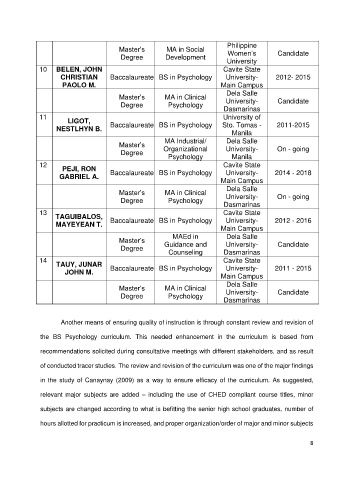 Master's Degree MA in Social Development Philippine Women's University Candidate
10 BELEN, JOHN CHRISTIAN PAOLO M. Baccalaureate BS in Psychology Cavite State University- Main Campus 2012- 2015
Master's Degree MA in Clinical Psychology Dela Salle University- Dasmarinas Candidate
11 LIGOT, NESTLHYN B. Baccalaureate BS in Psychology University of Sto. Tomas - Manila 2011-2015
Master's Degree MA Industrial/ Organizational Psychology Dela Salle University- Manila On - going
12 PEJI, RON GABRIEL A. Baccalaureate BS in Psychology Cavite State University- Main Campus 2014 - 2018
Master's Degree MA in Clinical Psychology Dela Salle University- Dasmarinas On - going
13 TAGUIBALOS, MAYEYEAN T. Baccalaureate BS in Psychology Cavite State University- Main Campus 2012 - 2016
Master's Degree MAEd in Guidance and Counseling Dela Salle University- Dasmarinas Candidate
14 TAUY, JUNAR JOHN M. Baccalaureate BS in Psychology Cavite State University- Main Campus 2011 - 2015
Master's Degree MA in Clinical Psychology Dela Salle University- Dasmarinas Candidate
Another means of ensuring quality of instruction is through constant review and revision of
the BS Psychology curriculum. This needed enhancement in the curriculum is based from
recommendations solicited during consultative meetings with different stakeholders, and as result
of conducted tracer studies. The review and revision of the curriculum was one of the major findings
in the study of Canaynay (2009) as a way to ensure efficacy of the curriculum. As suggested,
relevant major subjects are added – including the use of CHED compliant course titles, minor
subjects are changed according to what is befitting the senior high school graduates, number of
hours allotted for practicum is increased, and proper organization/order of major and minor subjects
8